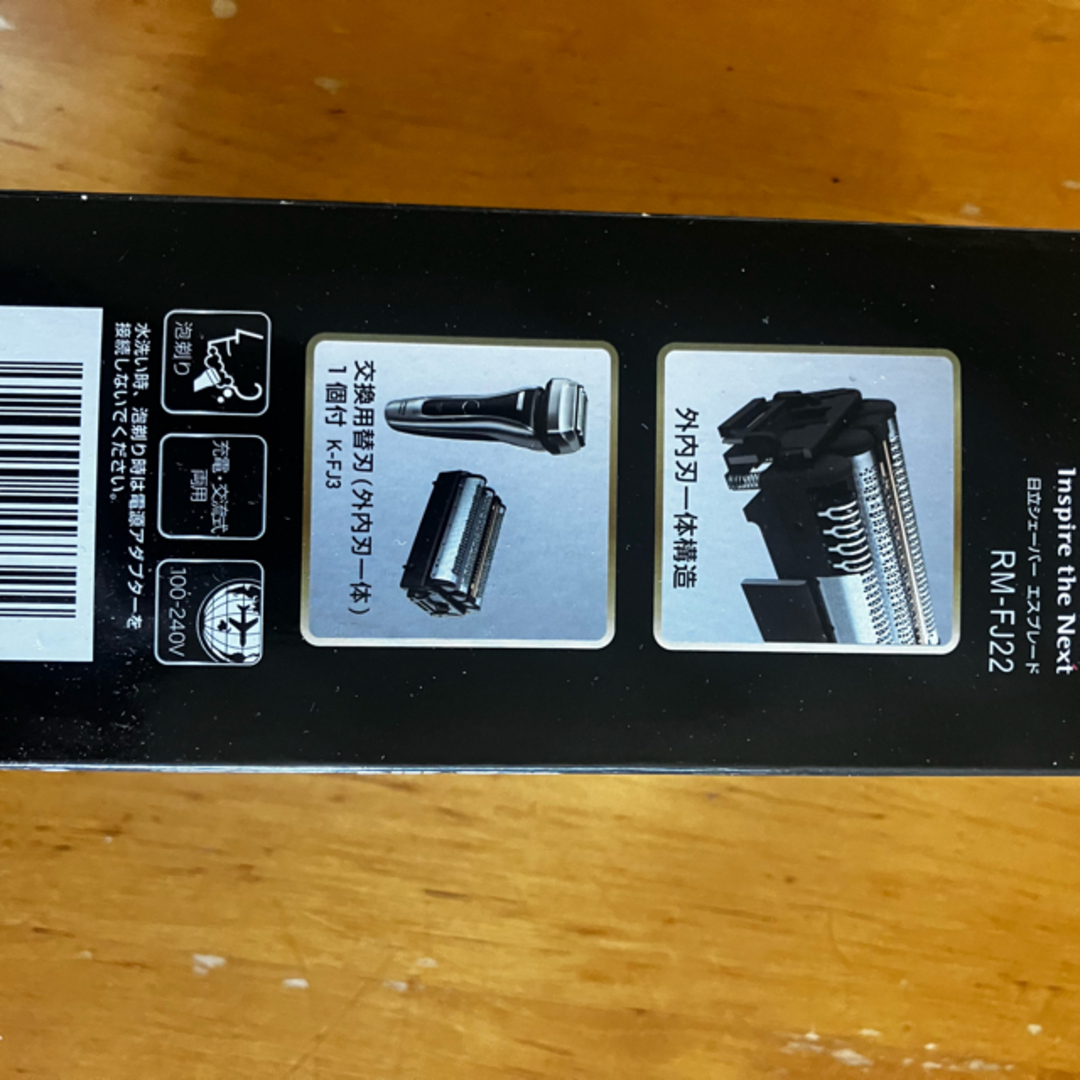 Inspire the Next
日立シェーバー エスブレード
RM-FJ22
外内刃一体構造
交換用替刃(外内刃一体)
1個付 K-FJ3
泡剃り
充電・交流式
両用
100-240V
水洗い時、泡剃り時は電源アダプターを
接続しないでください。